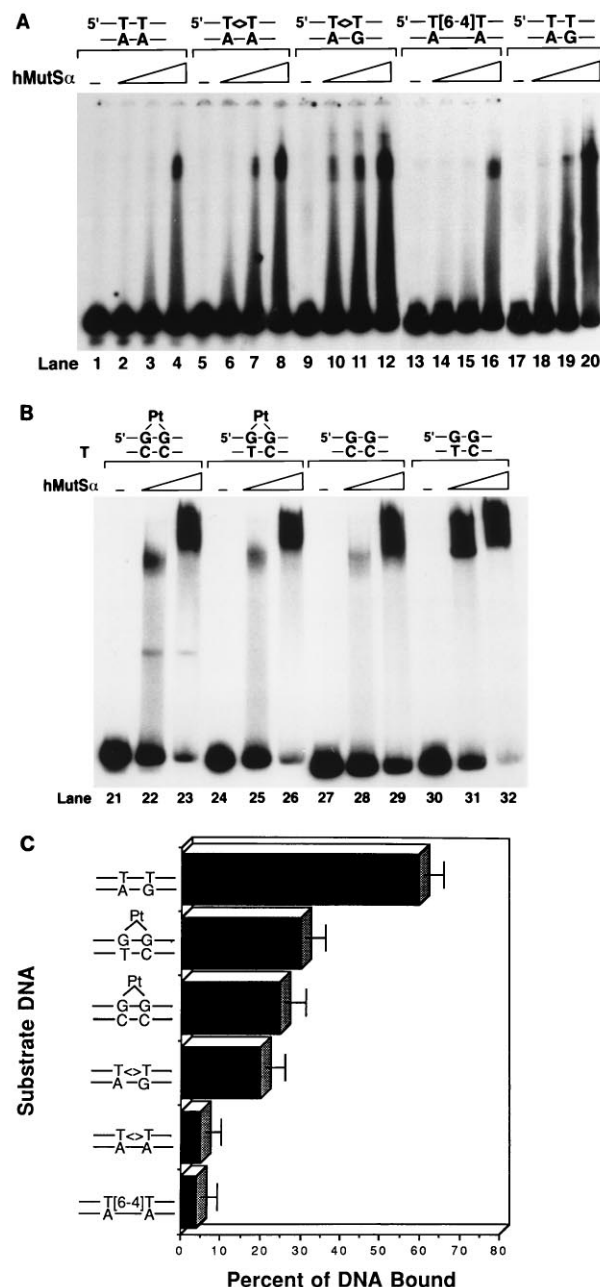 A
5'–T–T– 5'–T<>T– 5'–T<>T– 5'–T[6-4]T– 5'–T–T–
–A–A– –A–A– –A–G– –A––A– –A–G–
hMutSα – – – – –
Lane 1 2 3 4 5 6 7 8 9 10 11 12 13 14 15 16 17 18 19 20
B
Pt Pt
5'–G–G– 5'–G–G– 5'–G–G– 5'–G–G–
T –C–C– –T–C– –C–C– –T–C–
hMutSα – – – –
Lane 21 22 23 24 25 26 27 28 29 30 31 32
C
Substrate DNA
–T–T–
–A–G–
Pt
–G–G–
–T–C–
Pt
–G–G–
–C–C–
–T<>T–
–A–G–
–T<>T–
–A–A–
–T[6-4]T–
–A––A–
0 10 20 30 40 50 60 70 80
Percent of DNA Bound